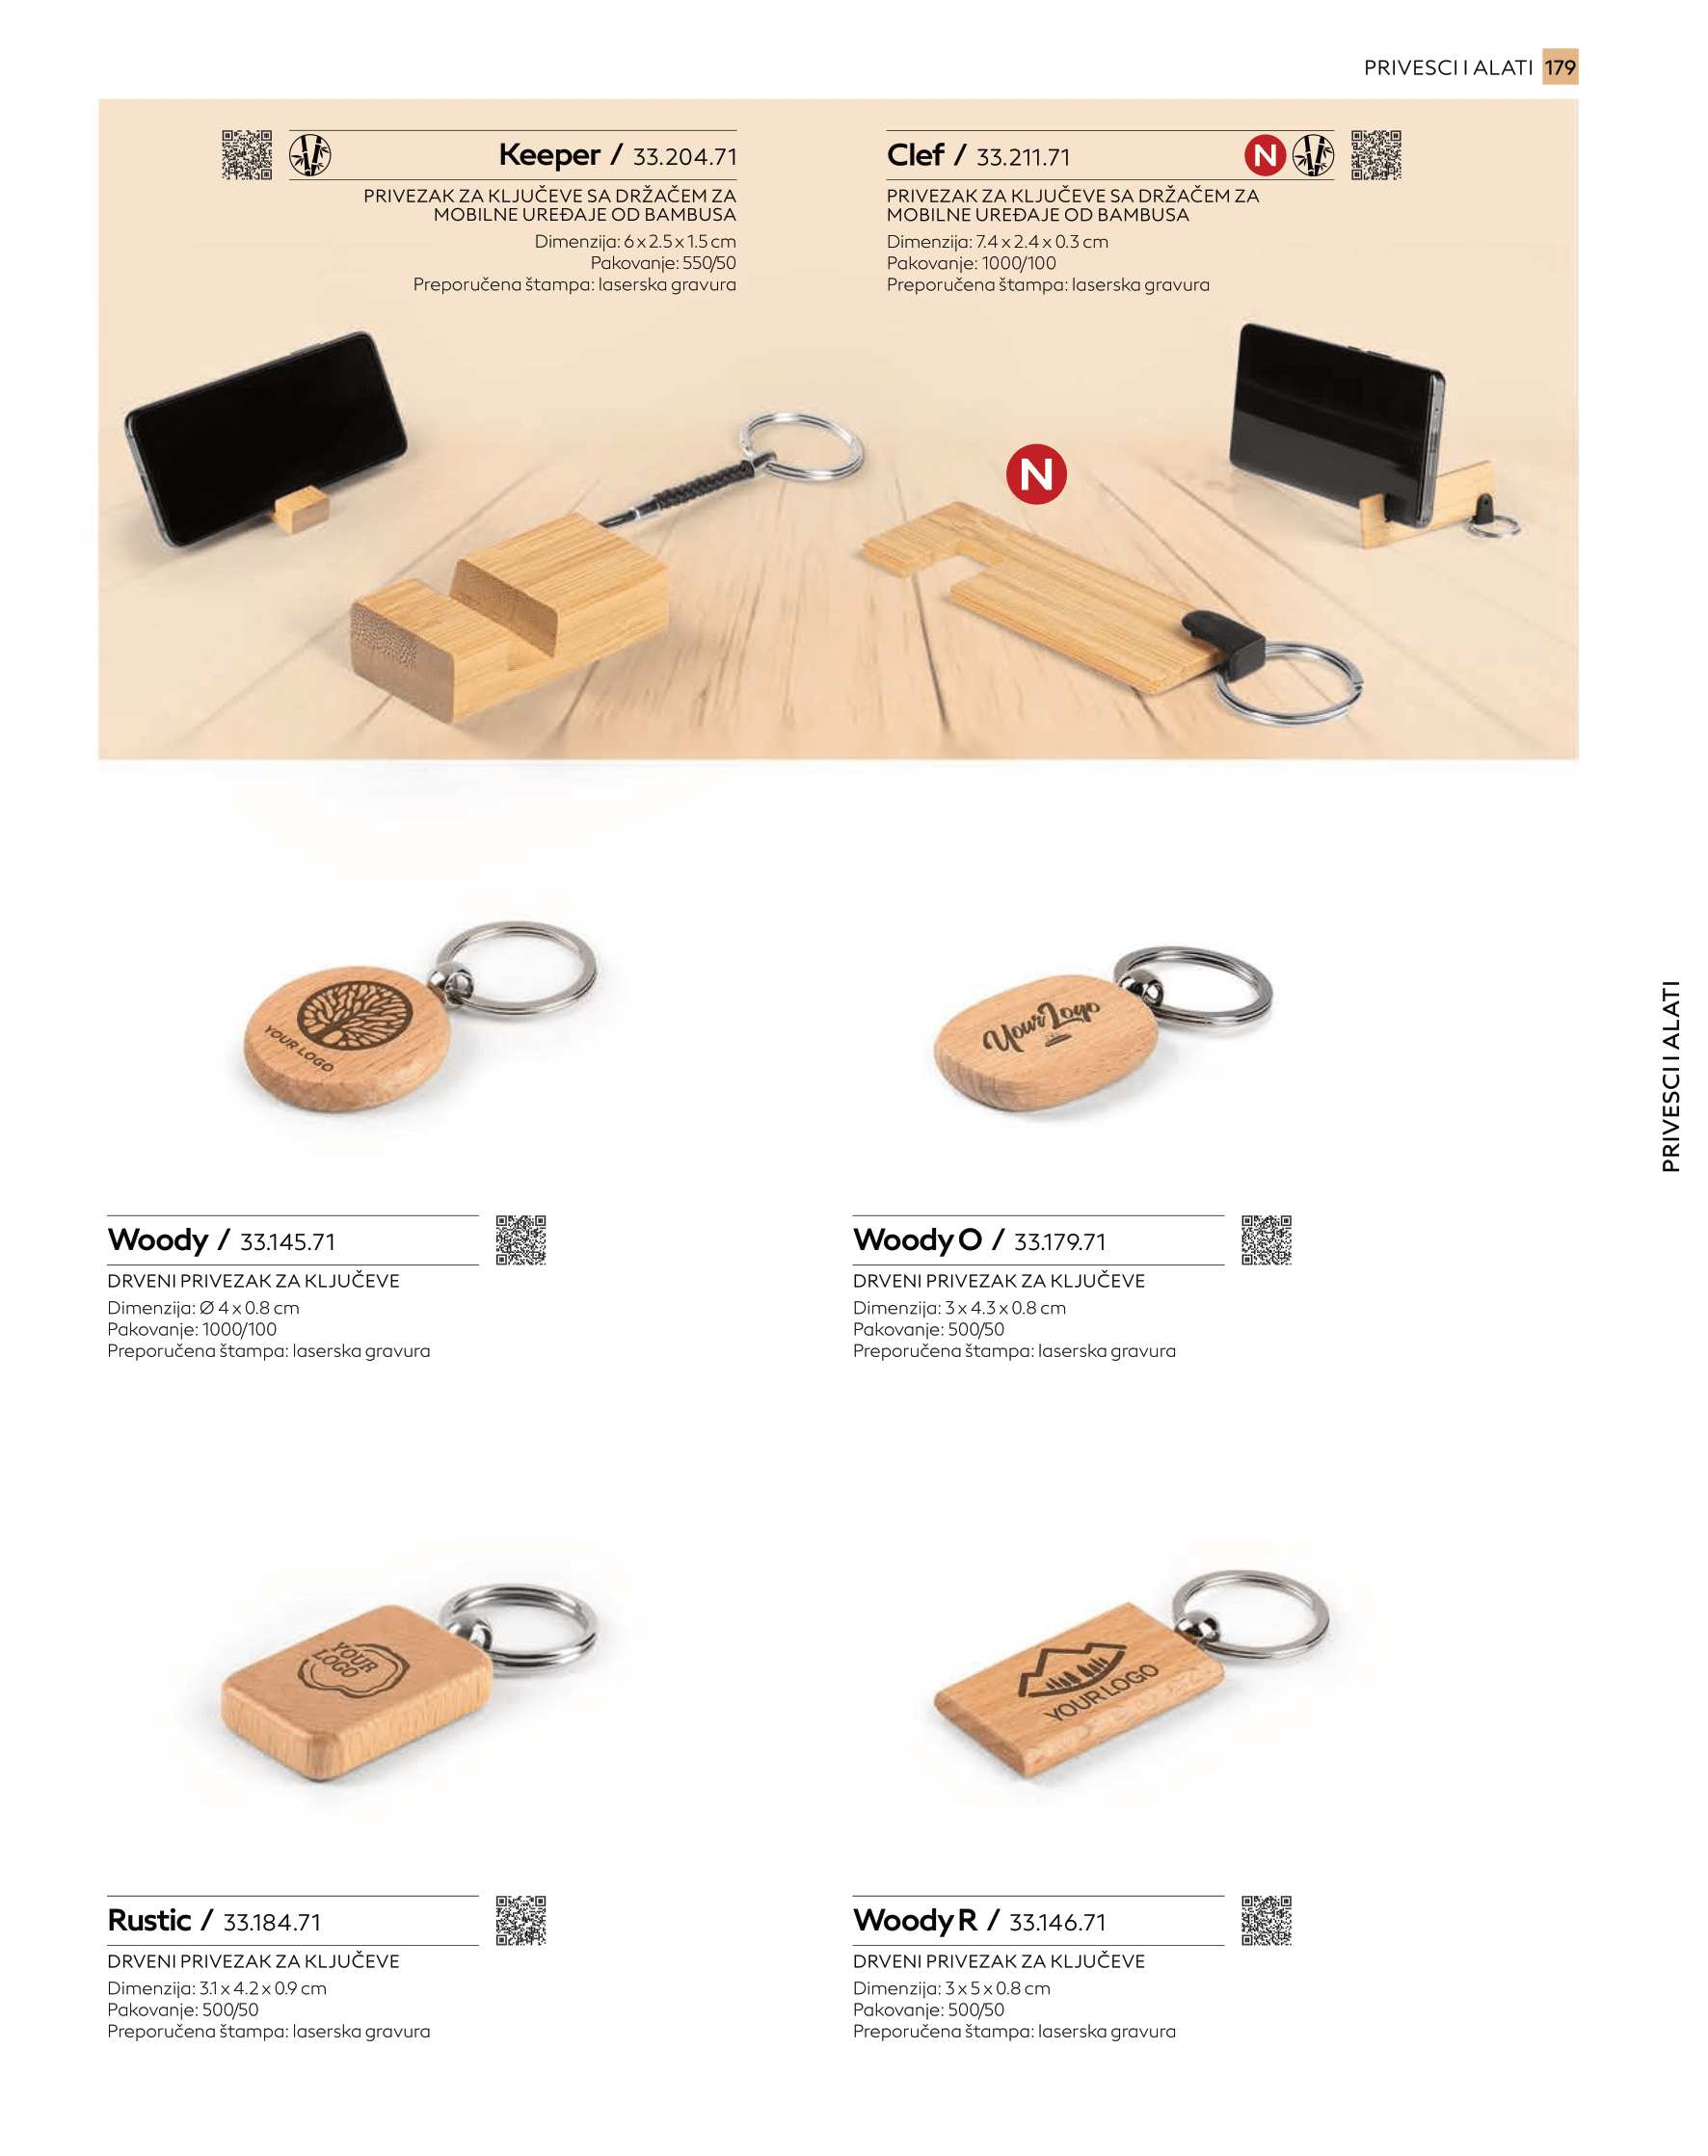 PRIVESCI I ALATI 179
Keeper / 33.204.71
PRIVEZAK ZA KLJUČEVE SA DRŽAČEM ZA
MOBILNE UREĐAJE OD BAMBUSA
Dimenzija: 6 x 2.5 x 1.5 cm
Pakovanje: 550/50
Preporučena štampa: laserska gravura
Clef / 33.211.71
N
PRIVEZAK ZA KLJUČEVE SA DRŽAČEM ZA
MOBILNE UREĐAJE OD BAMBUSA
Dimenzija: 7.4 x 2.4 x 0.3 cm
Pakovanje: 1000/100
Preporučena štampa: laserska gravura
N
YOUR LOGO
Your Logo
PRIVESCI I ALATI
Woody / 33.145.71
DRVENI PRIVEZAK ZA KLJUČEVE
Dimenzija: Ø 4 x 0.8 cm
Pakovanje: 1000/100
Preporučena štampa: laserska gravura
Woody O / 33.179.71
DRVENI PRIVEZAK ZA KLJUČEVE
Dimenzija: 3 x 4.3 x 0.8 cm
Pakovanje: 500/50
Preporučena štampa: laserska gravura
YOUR
LOGO
YOUR LOGO
Rustic / 33.184.71
DRVENI PRIVEZAK ZA KLJUČEVE
Dimenzija: 3.1 x 4.2 x 0.9 cm
Pakovanje: 500/50
Preporučena štampa: laserska gravura
Woody R / 33.146.71
DRVENI PRIVEZAK ZA KLJUČEVE
Dimenzija: 3 x 5 x 0.8 cm
Pakovanje: 500/50
Preporučena štampa: laserska gravura